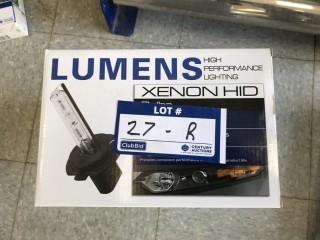 LUMENS
HIGH
PERFORMANCE
LIGHTING
XENON HID
LOT #
27 - R
ClubBid
CENTURY
AUCTIONS